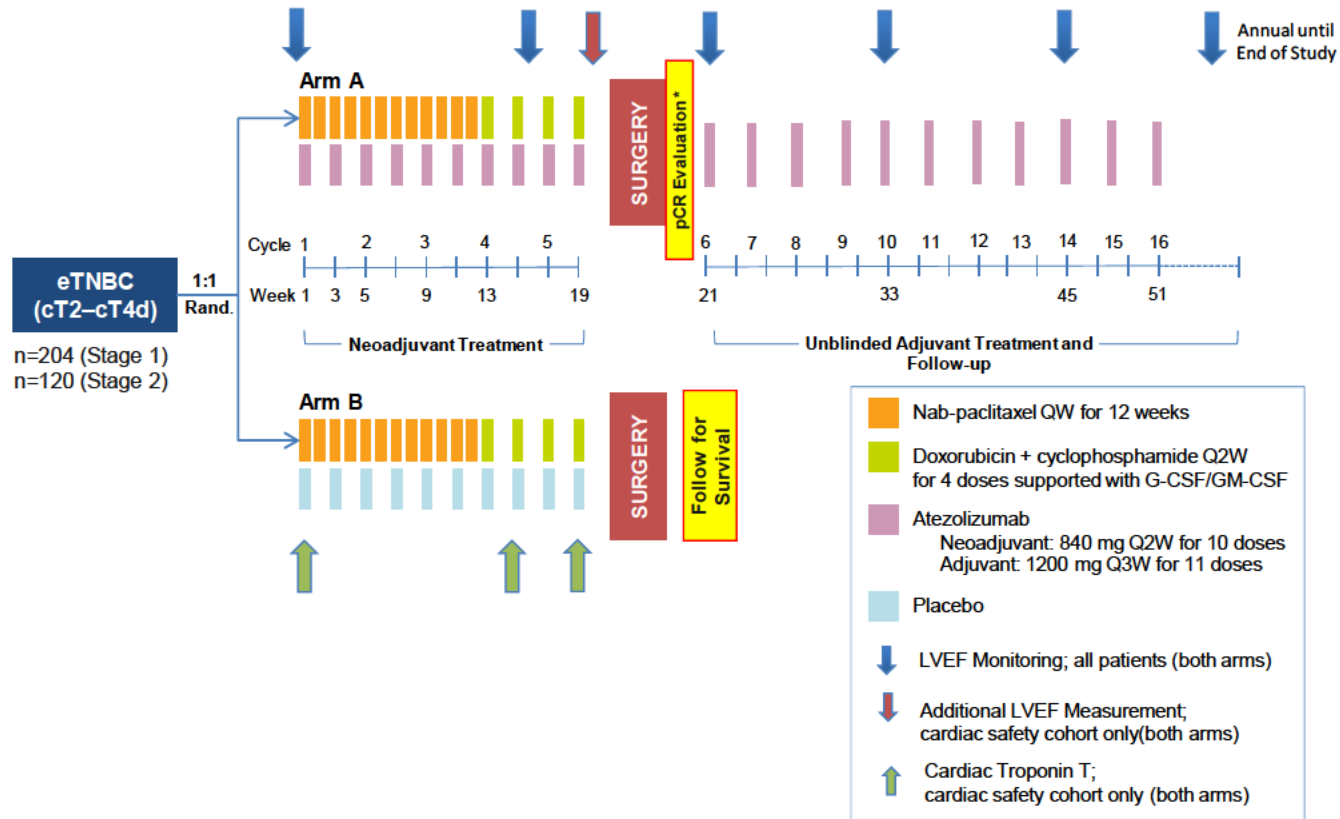 Annual until
End of Study
Arm A
SURGERY
pCR Evaluation*
Cycle 1 2 3 4 5 6 7 8 9 10 11 12 13 14 15 16
Week 1 3 5 9 13 19 21 33 45 51
eTNBC
(cT2–cT4d)
1:1
Rand.
n=204 (Stage 1)
n=120 (Stage 2)
Neoadjuvant Treatment
Unblinded Adjuvant Treatment and
Follow-up
Arm B
SURGERY
Follow for
Survival
Nab-paclitaxel QW for 12 weeks
Doxorubicin + cyclophosphamide Q2W
for 4 doses supported with G-CSF/GM-CSF
Atezolizumab
Neoadjuvant: 840 mg Q2W for 10 doses
Adjuvant: 1200 mg Q3W for 11 doses
Placebo
LVEF Monitoring; all patients (both arms)
Additional LVEF Measurement;
cardiac safety cohort only(both arms)
Cardiac Troponin T;
cardiac safety cohort only (both arms)